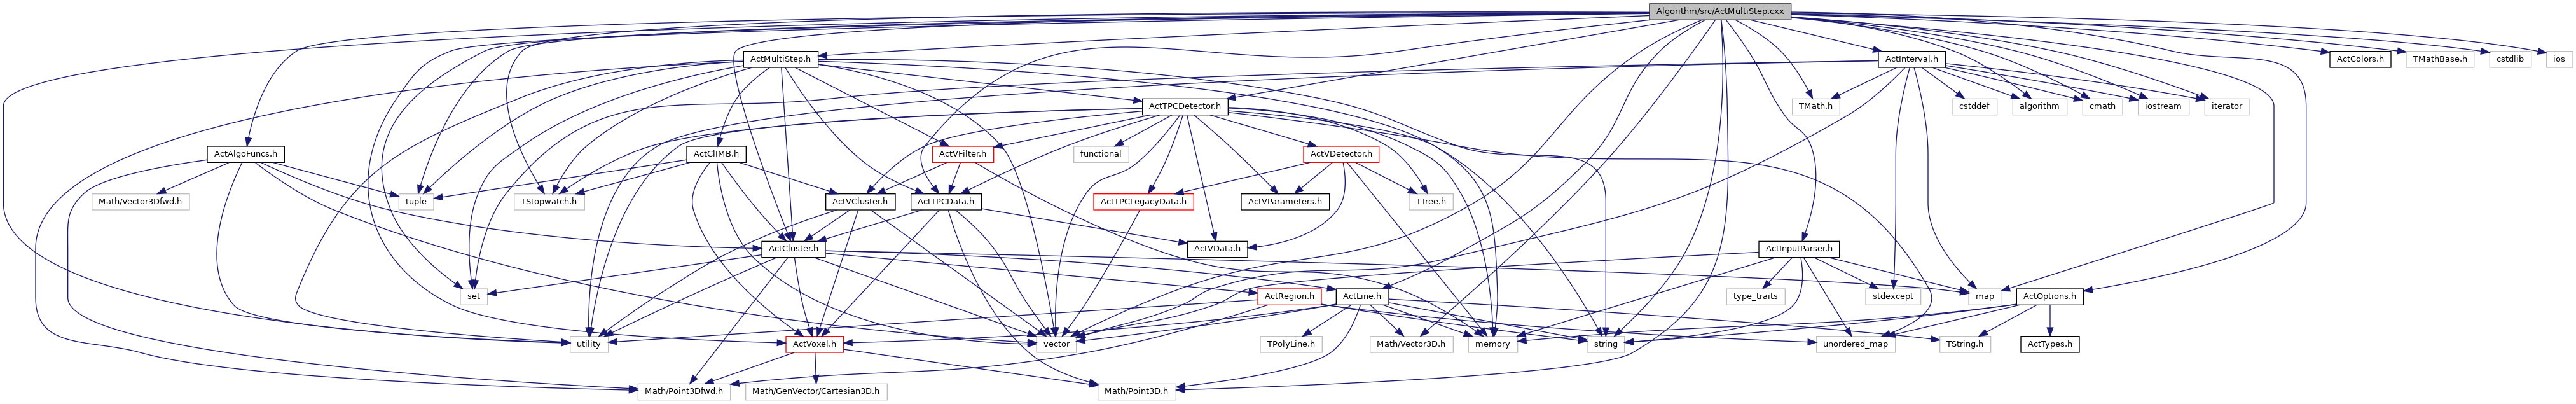 Algorithm/src/ActMultiStep.cxx
ActMultiStep.h
ActInterval.h
ActColors.h
TMathBase.h
cstdlib
ios
ActTPCDetector.h
TMath.h
cstddef
algorithm
cmath
iostream
iterator
ActAlgoFuncs.h
ActCliMB.h
ActVFilter.h
functional
ActVDetector.h
Math/Vector3Dfwd.h
tuple
TStopwatch.h
ActVCluster.h
ActTPCData.h
ActTPCLegacyData.h
ActVParameters.h
TTree.h
ActCluster.h
ActVData.h
ActInputParser.h
set
ActRegion.h
ActLine.h
type_traits
stdexcept
map
ActOptions.h
utility
ActVoxel.h
vector
TPolyLine.h
Math/Vector3D.h
memory
string
unordered_map
TString.h
ActTypes.h
Math/Point3Dfwd.h
Math/GenVector/Cartesian3D.h
Math/Point3D.h